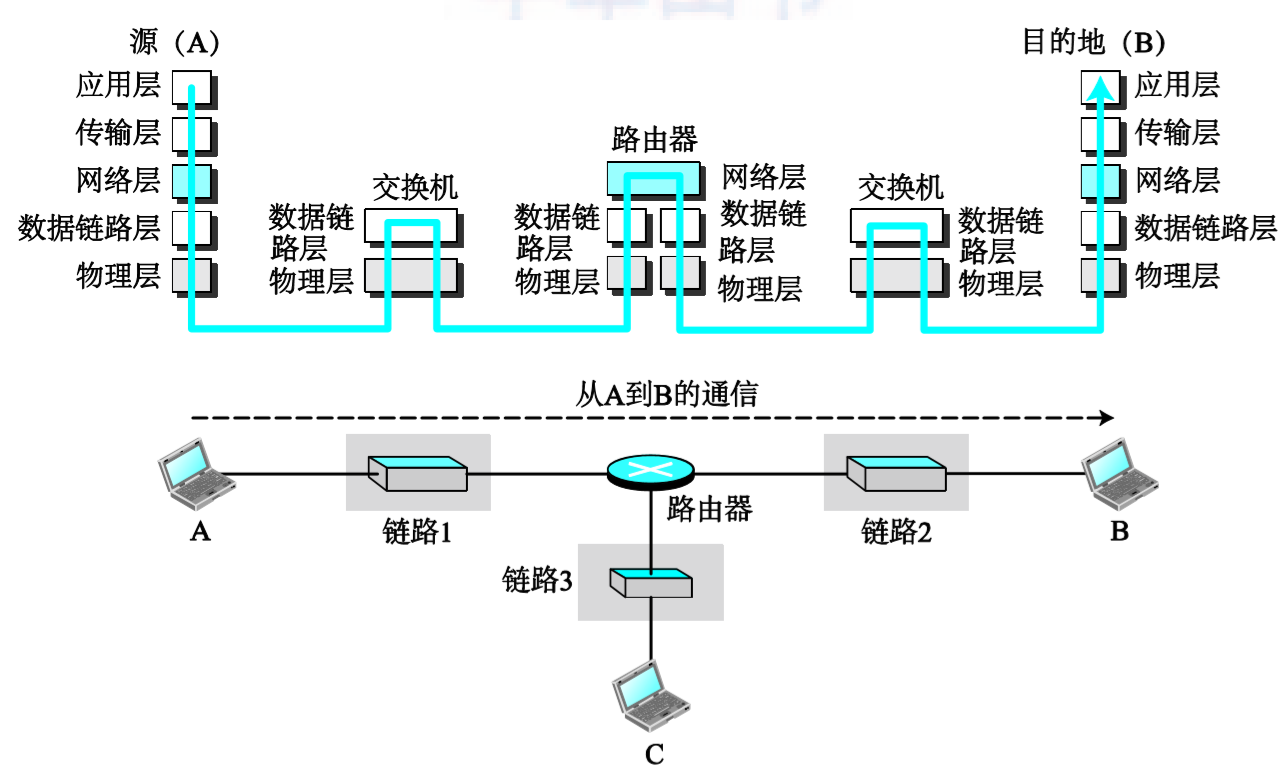 源（A）
目的地（B）
应用层
传输层
网络层
数据链路层
物理层
交换机
数据链
路层
物理层
路由器
网络层
数据链
路层
物理层
数据链
路层
物理层
交换机
数据链
路层
物理层
应用层
传输层
网络层
数据链路层
物理层
从A到B的通信
A
链路1
路由器
链路2
B
链路3
C